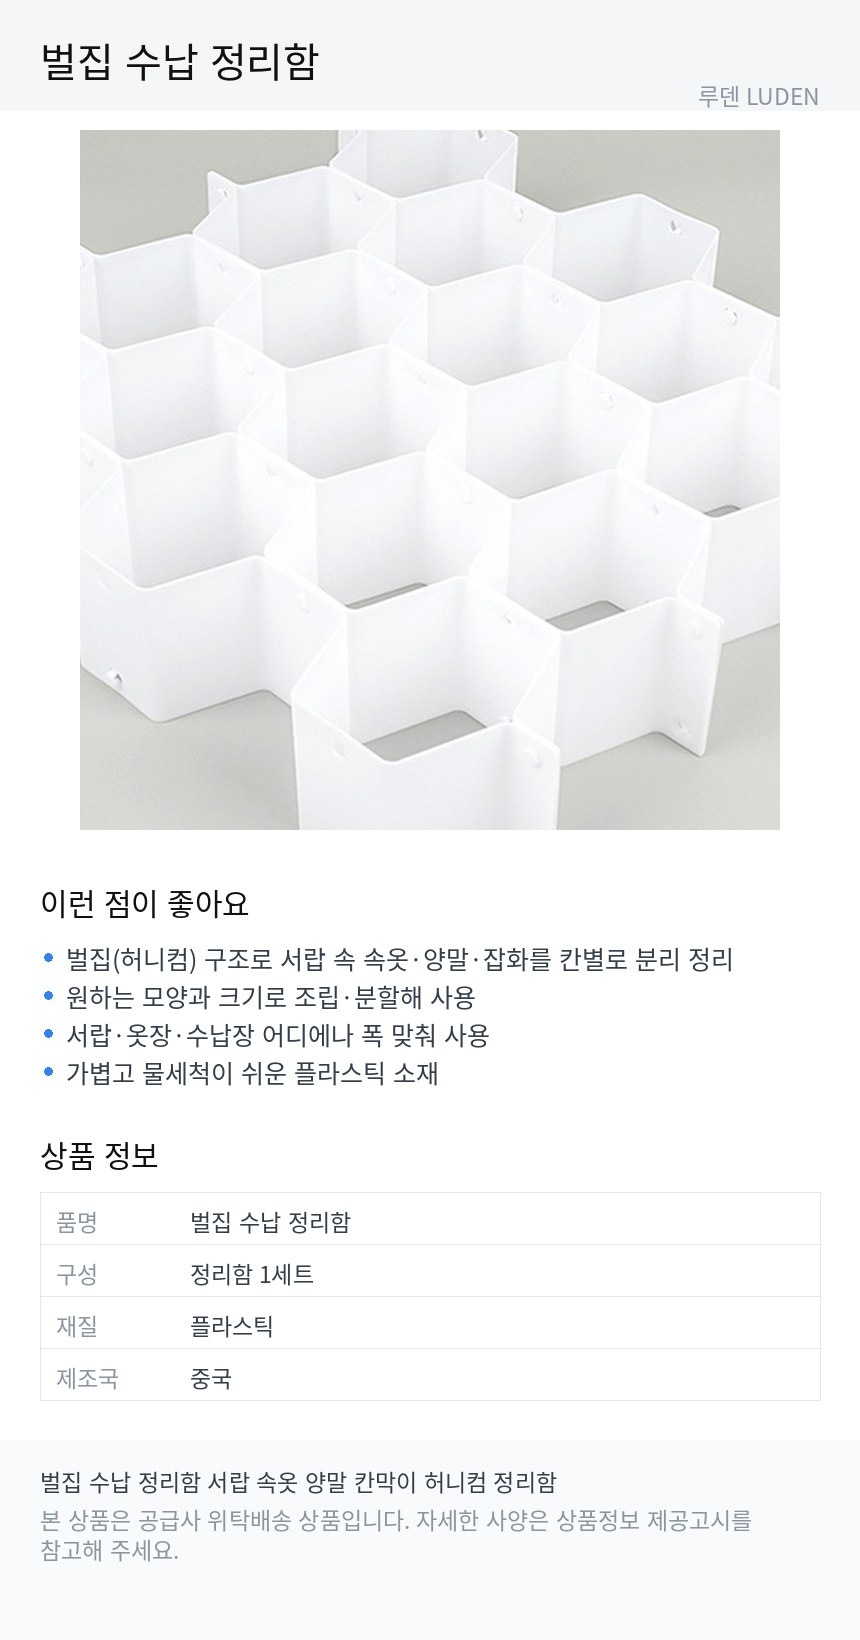 벌집 수납 정리함
루덴 LUDEN
이런 점이 좋아요
벌집(허니컴) 구조로 서랍 속 속옷·양말·잡화를 칸별로 분리 정리
원하는 모양과 크기로 조립·분할해 사용
서랍·옷장·수납장 어디에나 폭 맞춰 사용
가볍고 물세척이 쉬운 플라스틱 소재
상품 정보
품명 벌집 수납 정리함
구성 정리함 1세트
재질 플라스틱
제조국 중국
벌집 수납 정리함 서랍 속옷 양말 칸막이 허니컴 정리함
본 상품은 공급사 위탁배송 상품입니다. 자세한 사양은 상품정보 제공고시를
참고해 주세요.